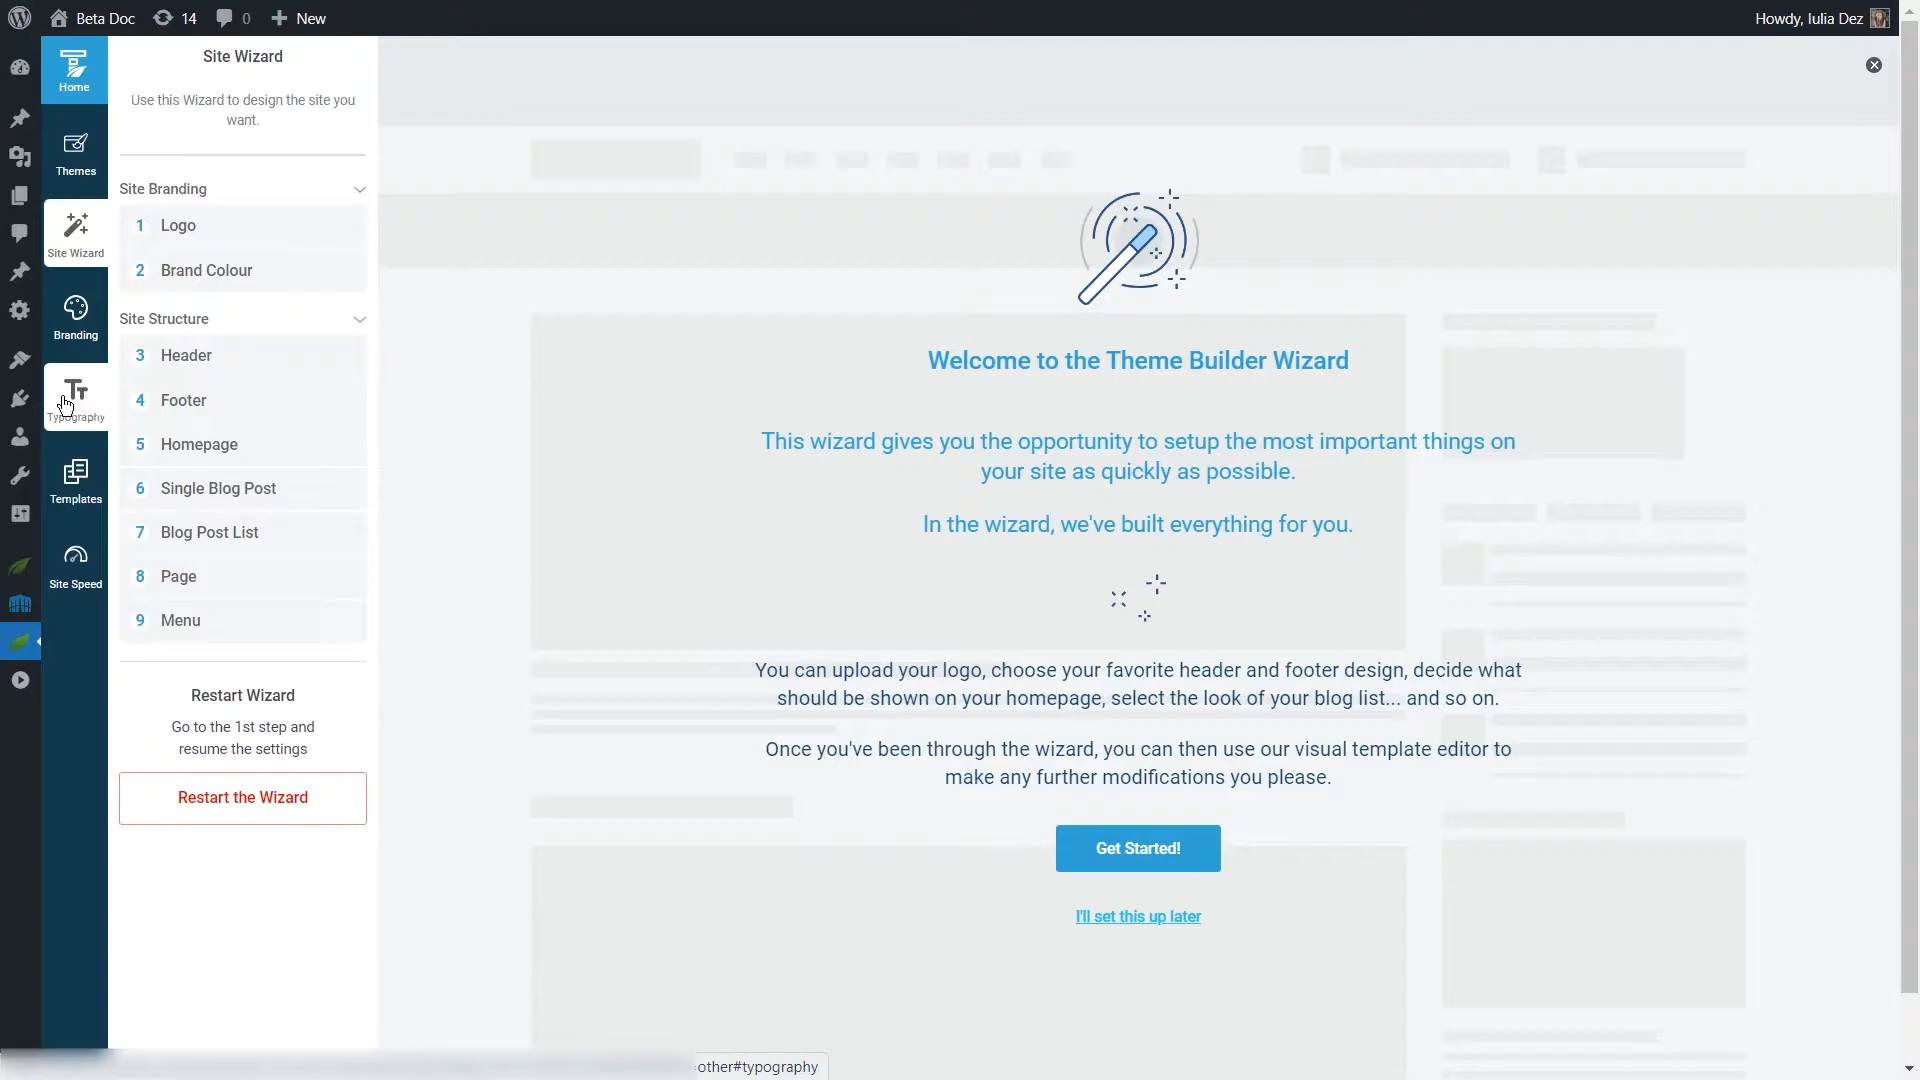 Beta Doc
14
0
New
Howdy, Iulia Dez
Home
Themes
Site Wizard
Branding
Typography
Templates
Site Speed
Site Wizard
Use this Wizard to design the site you
want.
Site Branding
1 Logo
2 Brand Colour
Site Structure
3 Header
4 Footer
5 Homepage
6 Single Blog Post
7 Blog Post List
8 Page
9 Menu
Restart Wizard
Go to the 1st step and
resume the settings
Restart the Wizard
Welcome to the Theme Builder Wizard
This wizard gives you the opportunity to setup the most important things on
your site as quickly as possible.
In the wizard, we've built everything for you.
You can upload your logo, choose your favorite header and footer design, decide what
should be shown on your homepage, select the look of your blog list... and so on.
Once you've been through the wizard, you can then use our visual template editor to
make any further modifications you please.
Get Started!
I'll set this up later
other#typography